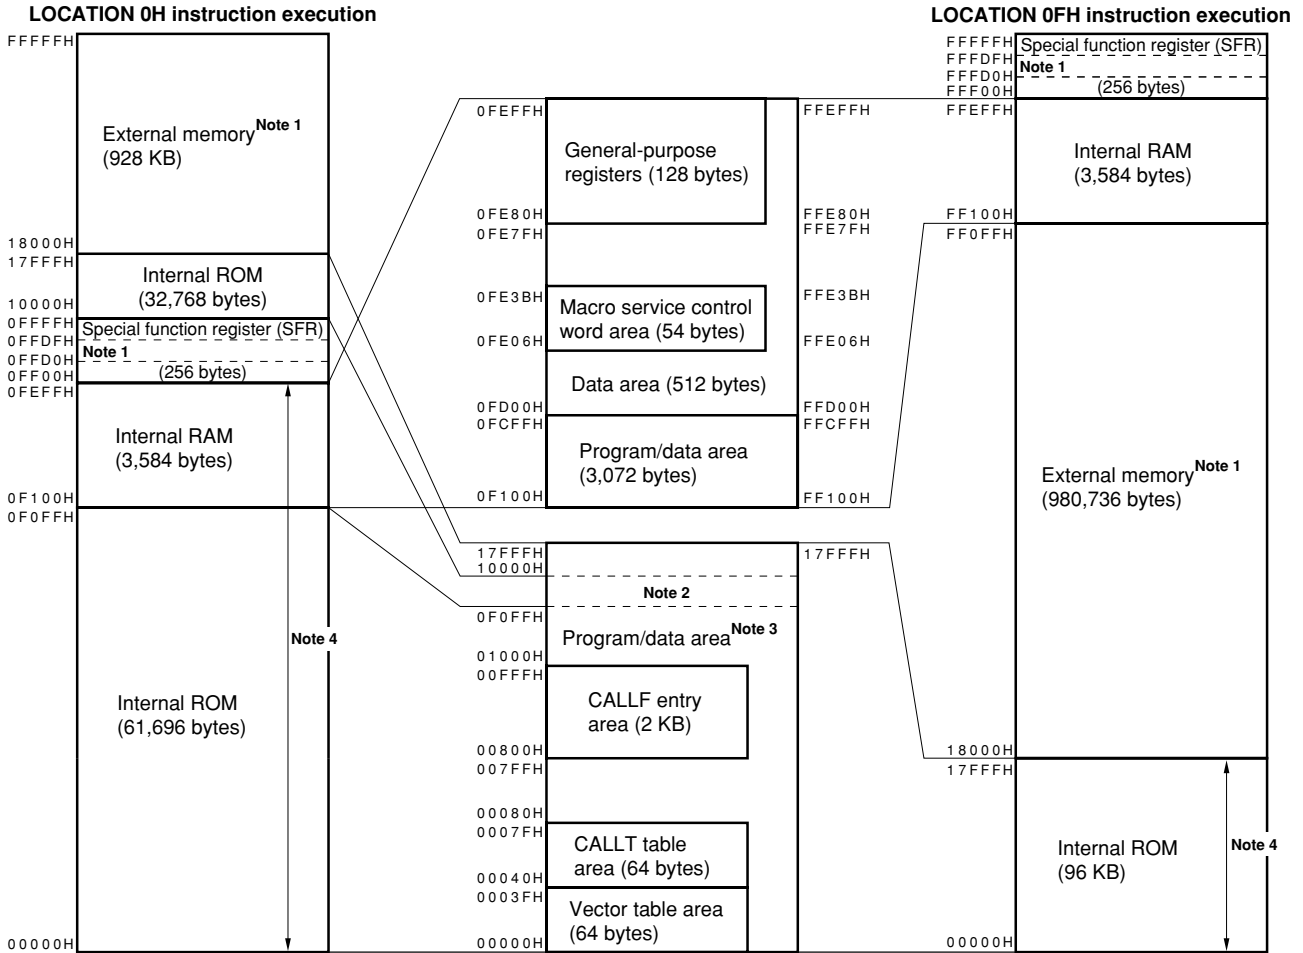 LOCATION 0H instruction execution
FFFFFH
External memory Note 1
(928 KB)
18000H
17FFFH
Internal ROM
(32,768 bytes)
10000H
0FFFFH
Special function register (SFR)
0FFDFH
Note 1
0FFD0H
0FF00H
(256 bytes)
0FEFFH
Internal RAM
(3,584 bytes)
0F100H
0F0FFH
Note 4
Internal ROM
(61,696 bytes)
00000H
0FEFFH
FFEFFH
General-purpose
registers (128 bytes)
0FE80H
FFE80H
0FE7FH
FFE7FH
0FE3BH
FFE3BH
Macro service control
word area (54 bytes)
0FE06H
FFE06H
Data area (512 bytes)
0FD00H
FFD00H
0FCFFH
FFCFFH
Program/data area
(3,072 bytes)
0F100H
FF100H
17FFFH
17FFFH
10000H
Note 2
0F0FFH
Program/data area Note 3
01000H
00FFFH
CALLF entry
area (2 KB)
00800H
007FFH
00080H
0007FH
CALLT table
area (64 bytes)
00040H
0003FH
Vector table area
(64 bytes)
00000H
LOCATION 0FH instruction execution
FFFFFH
Special function register (SFR)
FFFDFH
Note 1
FFFD0H
FFF00H
(256 bytes)
FFEFFH
Internal RAM
(3,584 bytes)
FF100H
FF0FFH
External memory Note 1
(980,736 bytes)
18000H
17FFFH
Internal ROM
(96 KB)
Note 4
00000H